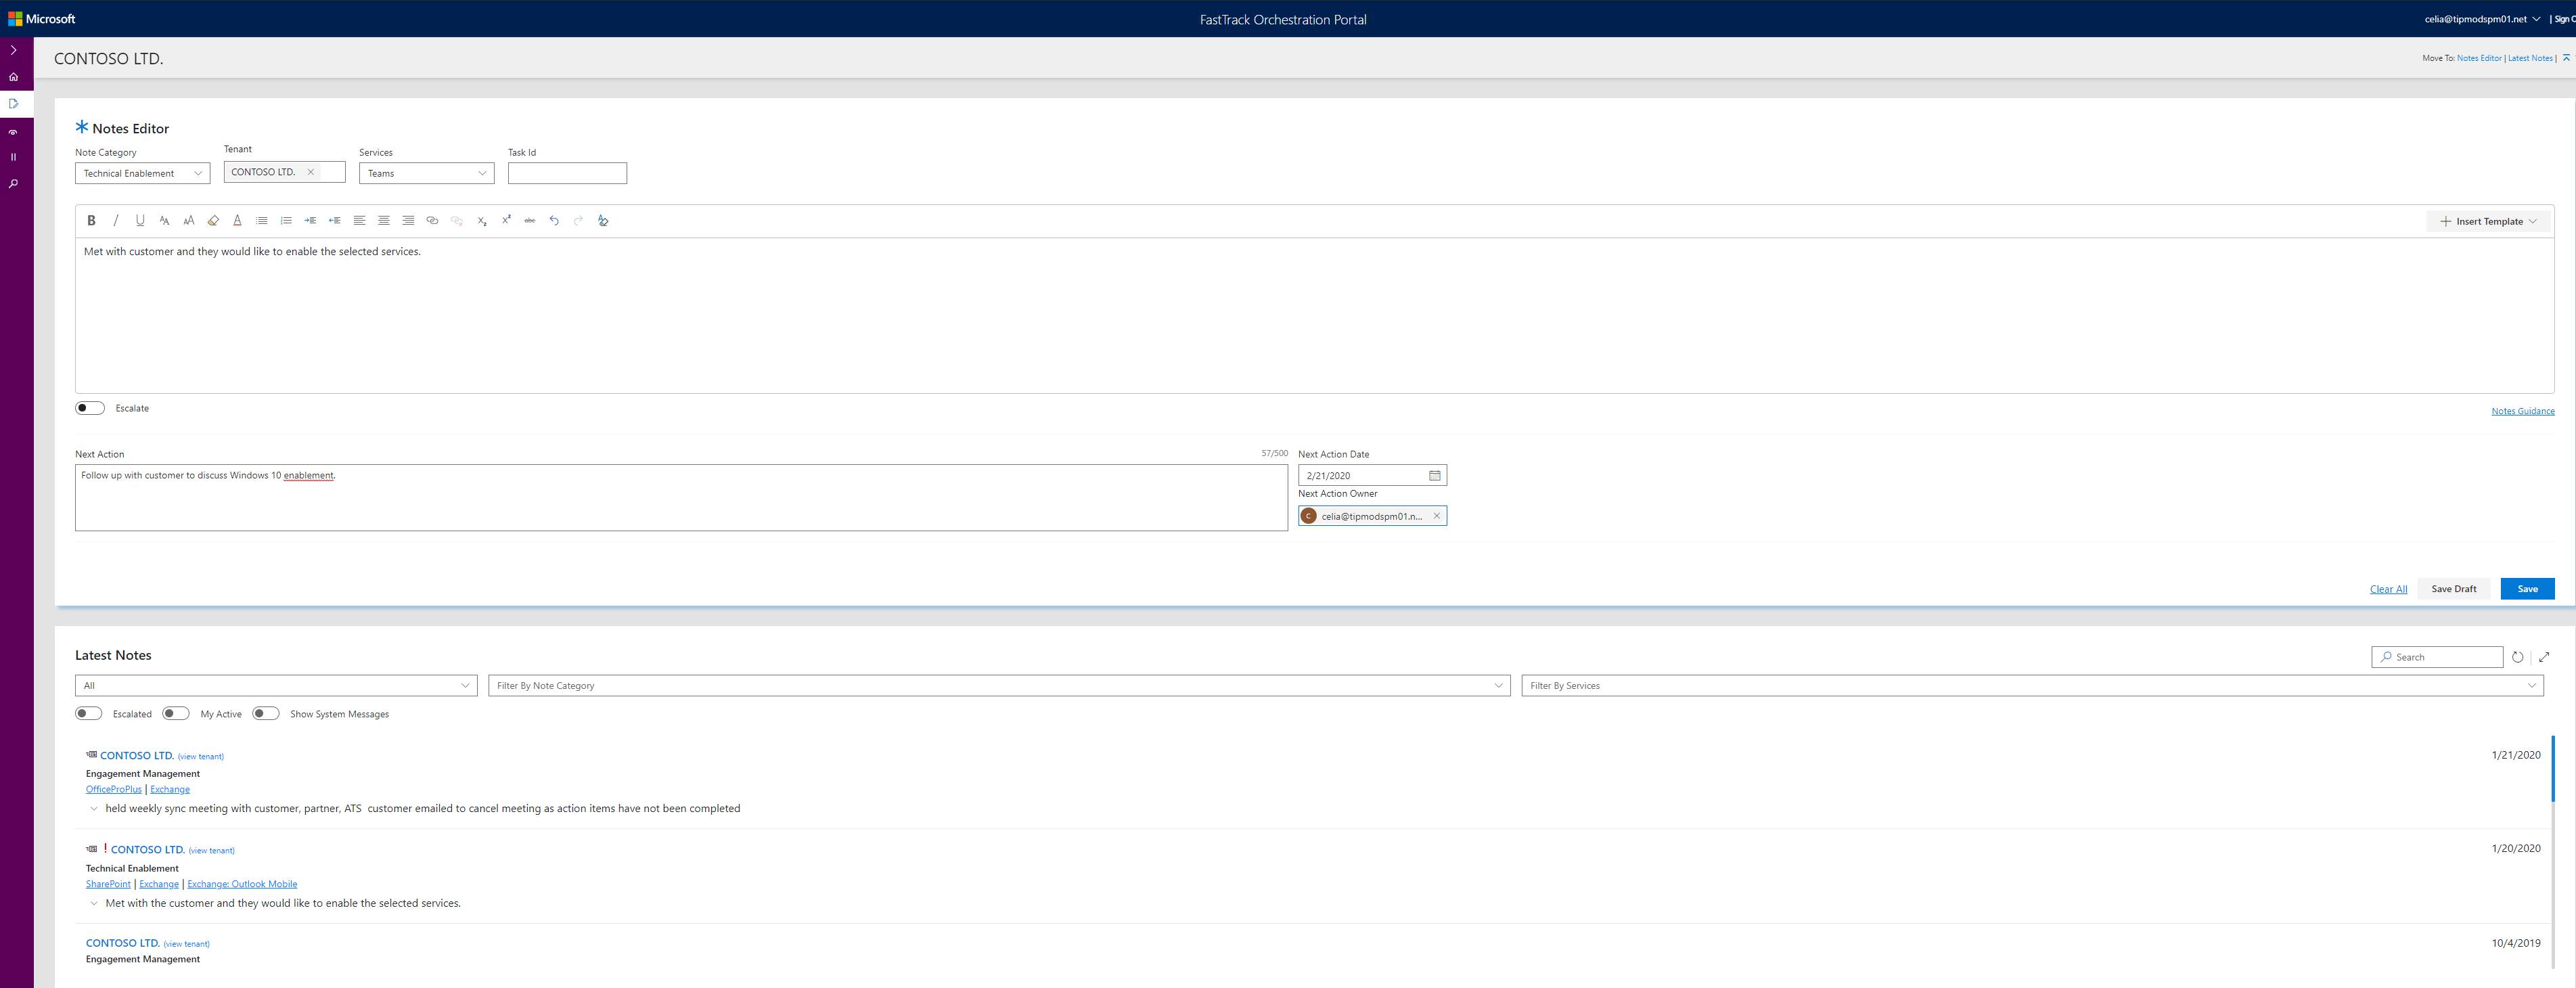 Microsoft
FastTrack Orchestration Portal
celia@tipmodspm01.net | Sign
CONTOSO LTD.
Move To: Notes Editor | Latest Notes |
Notes Editor
Note Category
Tenant
Services
Task Id
Technical Enablement
CONTOSO LTD.
Teams
Insert Template
Met with customer and they would like to enable the selected services.
Escalate
Notes Guidance
Next Action
57/500
Next Action Date
Follow up with customer to discuss Windows 10 enablement.
2/21/2020
Next Action Owner
C celia@tipmodspm01.n...
Clear All
Save Draft
Save
Latest Notes
Search
All
Filter By Note Category
Filter By Services
Escalated
My Active
Show System Messages
CONTOSO LTD. (view tenant)
1/21/2020
Engagement Management
OfficeProPlus | Exchange
held weekly sync meeting with customer, partner, ATS customer emailed to cancel meeting as action items have not been completed
! CONTOSO LTD. (view tenant)
1/20/2020
Technical Enablement
SharePoint | Exchange | Exchange: Outlook Mobile
Met with the customer and they would like to enable the selected services.
CONTOSO LTD. (view tenant)
10/4/2019
Engagement Management